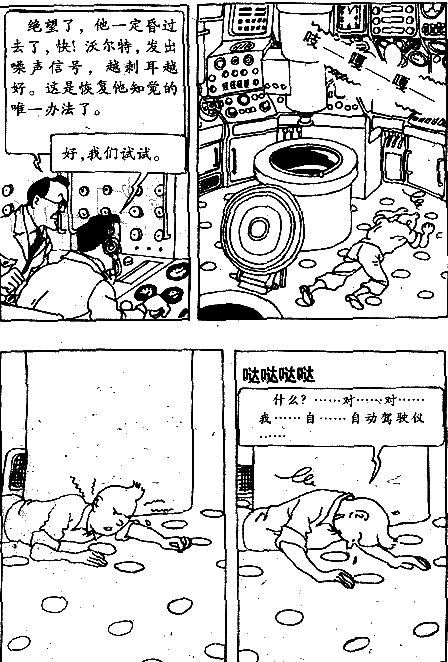 绝望了，他一定昏过
去了，快！沃尔特，发出
噪声信号，越刺耳越
好。这是恢复他知觉的
唯一办法了。
好，我们试试。
吱——嘎——嘎——
哒哒哒哒
什么？……对……对……
我……自……自动驾驶仪
……